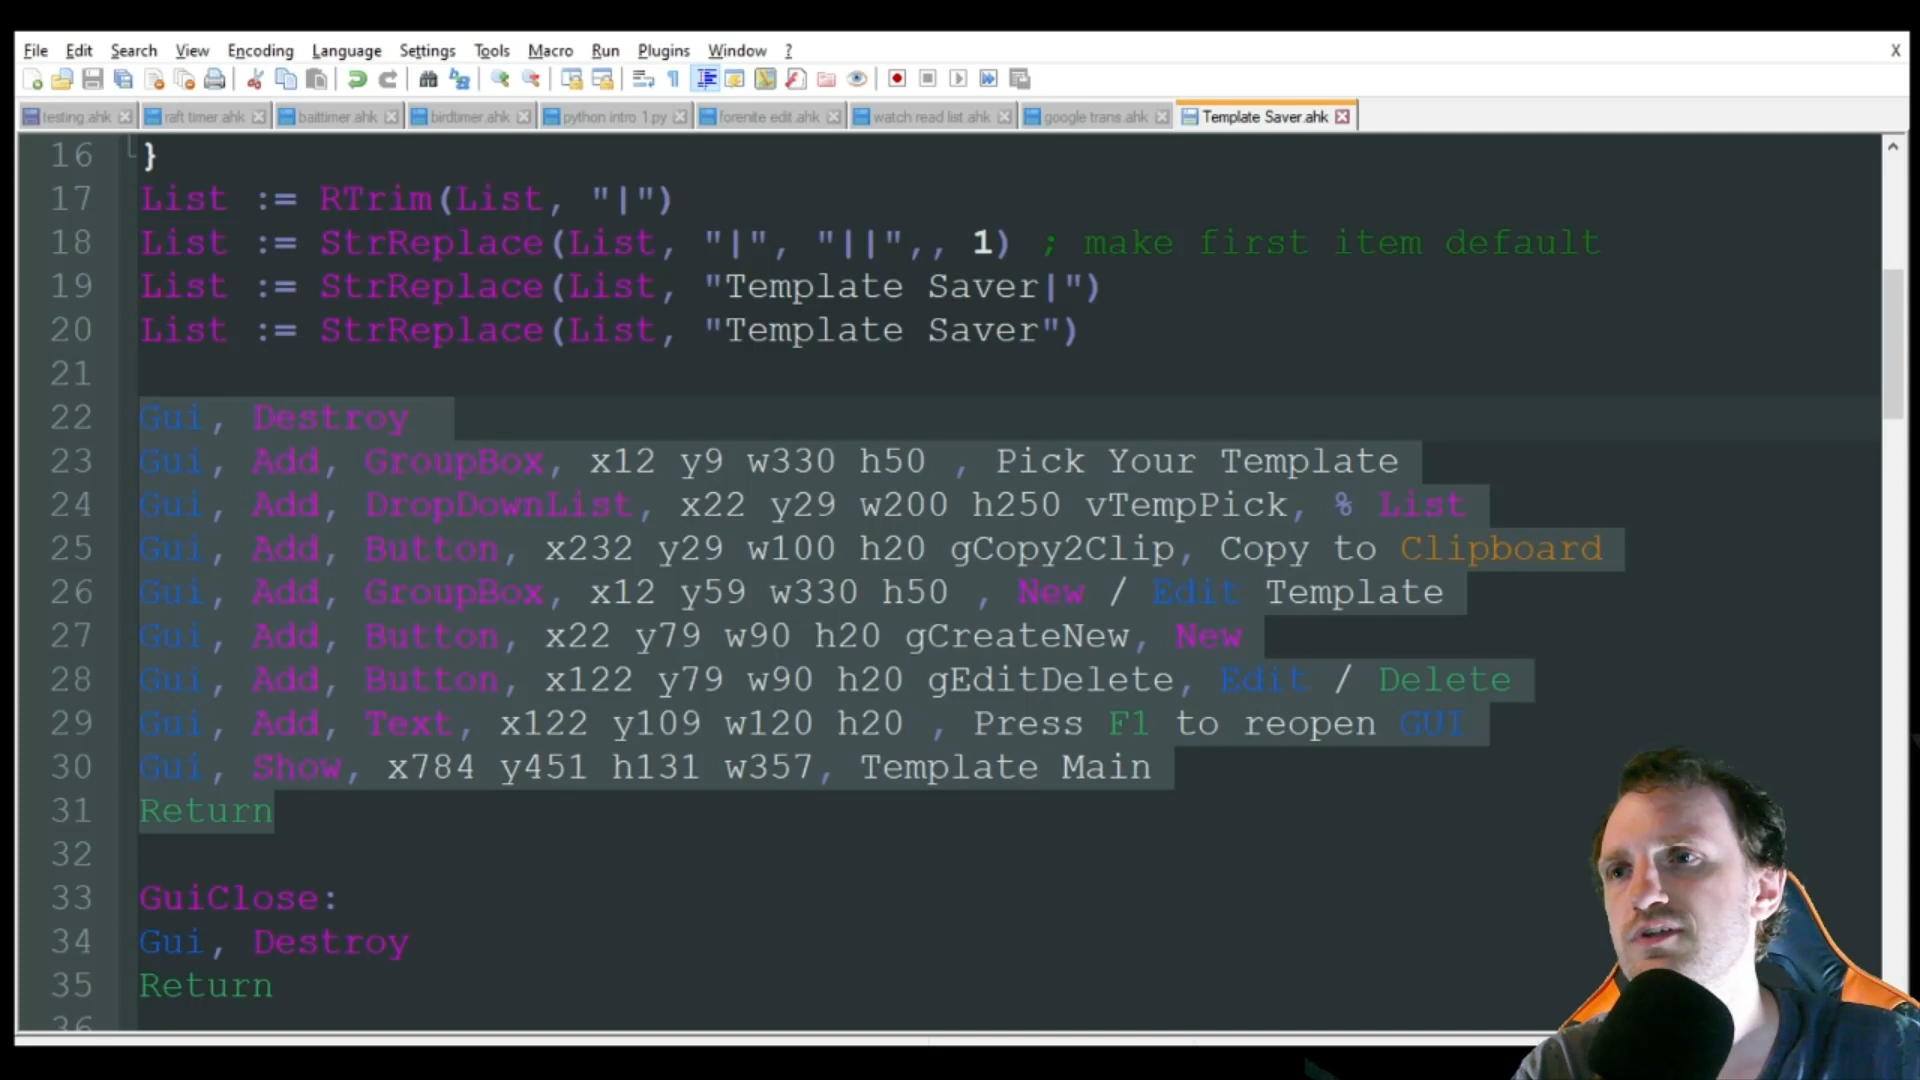 File Edit Search View Encoding Language Settings Tools Macro Run Plugins Window ? X
testing.ahk raft timer.ahk baittimer.ahk birdtimer.ahk python intro 1.py forenite edit.ahk watch read list.ahk google trans.ahk Template Saver.ahk
16 }
17 List := RTrim(List, "|")
18 List := StrReplace(List, "|", "||",, 1) ; make first item default
19 List := StrReplace(List, "Template Saver|")
20 List := StrReplace(List, "Template Saver")
21
22 Gui, Destroy
23 Gui, Add, GroupBox, x12 y9 w330 h50 , Pick Your Template
24 Gui, Add, DropDownList, x22 y29 w200 h250 vTempPick, % List
25 Gui, Add, Button, x232 y29 w100 h20 gCopy2Clip, Copy to Clipboard
26 Gui, Add, GroupBox, x12 y59 w330 h50 , New / Edit Template
27 Gui, Add, Button, x22 y79 w90 h20 gCreateNew, New
28 Gui, Add, Button, x122 y79 w90 h20 gEditDelete, Edit / Delete
29 Gui, Add, Text, x122 y109 w120 h20 , Press F1 to reopen GUI
30 Gui, Show, x784 y451 h131 w357, Template Main
31 Return
32
33 GuiClose:
34 Gui, Destroy
35 Return
36